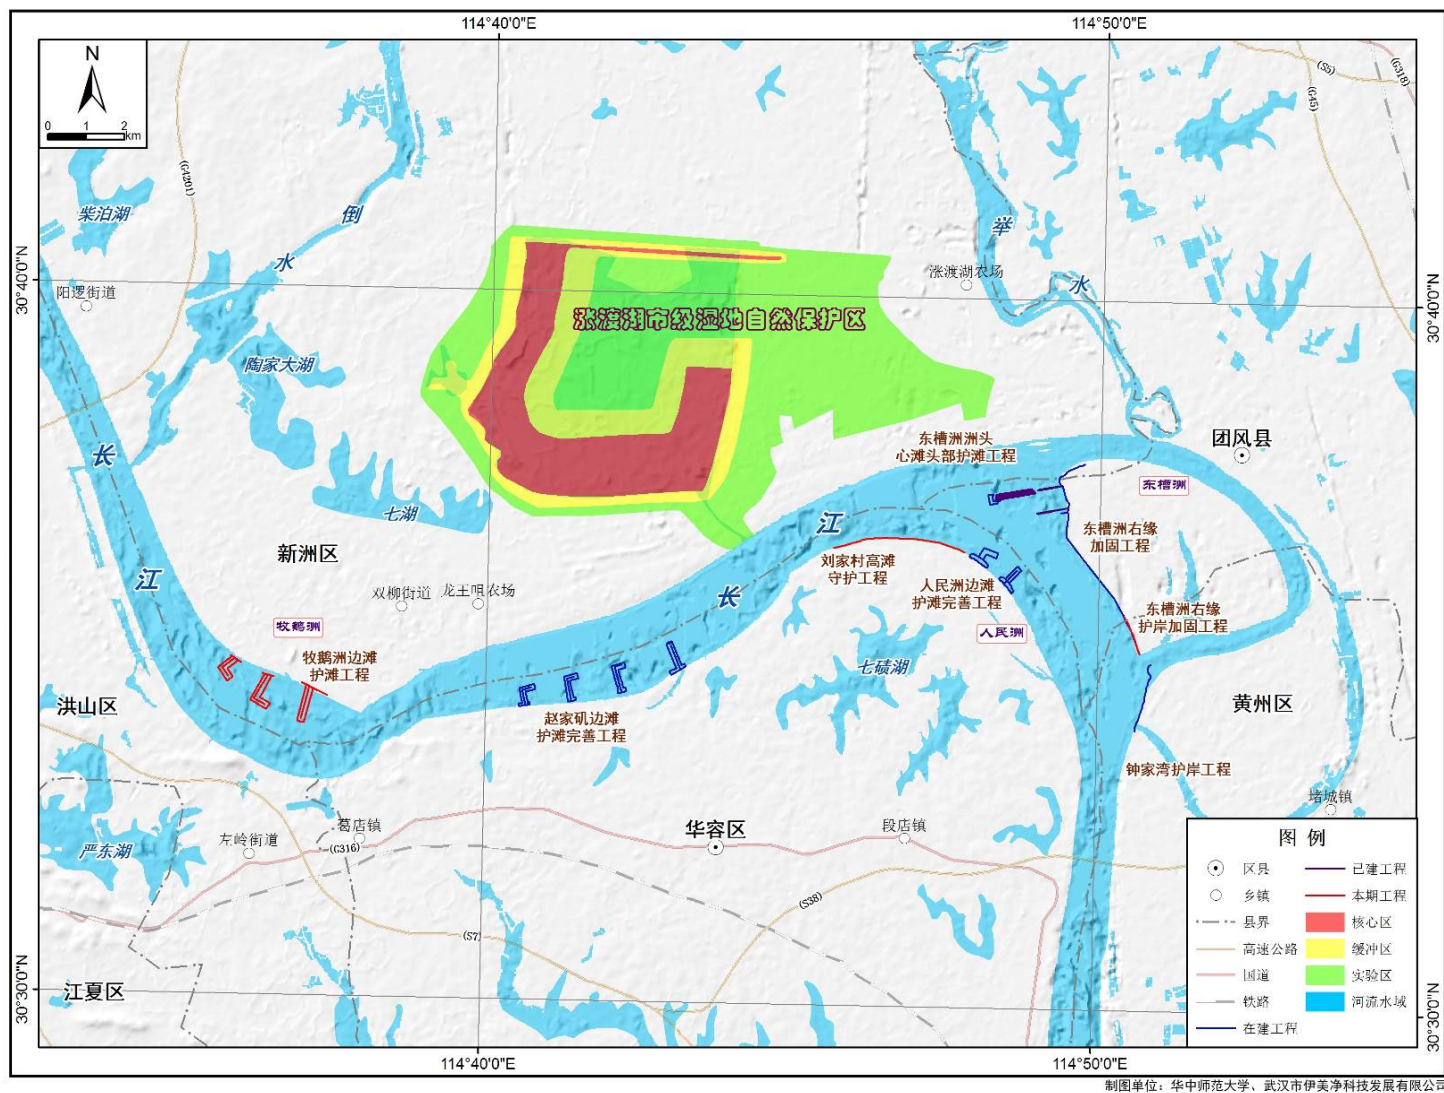 114°40'0"E
114°50'0"E
N
0 1 2
km
(S5)
(G318)
(G45)
(G4201)
柴泊湖
倒
水
举
水
30°40'0"N
30°40'0"N
阳逻街道
涨渡湖农场
涨渡湖市级湿地自然保护区
陶家大湖
长
江
团风县
东槽洲洲头
心滩头部护滩工程
东槽洲
七湖
江
长
东槽洲右缘
加固工程
新洲区
刘家村高滩
守护工程
双柳街道
龙王咀农场
人民洲边滩
护滩完善工程
东槽洲右缘
护岸加固工程
牧鹅洲
人民洲
牧鹅洲边滩
护滩工程
七碛湖
洪山区
黄州区
赵家矶边滩
护滩完善工程
钟家湾护岸工程
堵城镇
左岭街道
葛店镇
(G316)
华容区
段店镇
严东湖
(S38)
(S7)
江夏区
30°30'0"N
30°30'0"N
图 例
区县
已建工程
乡镇
本期工程
县界
核心区
高速公路
缓冲区
国道
实验区
铁路
河流水域
在建工程
114°40'0"E
114°50'0"E
制图单位：华中师范大学、武汉市伊美净科技发展有限公司